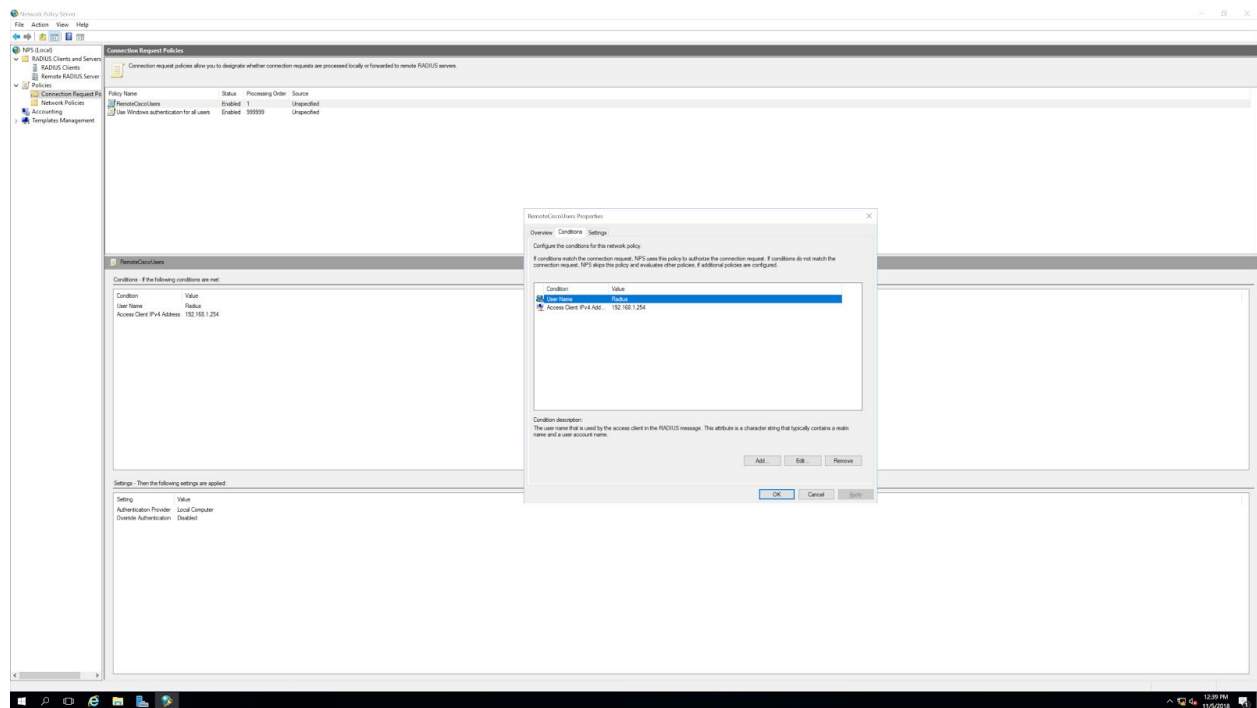 Network Policy Server
File Action View Help
NPS (Local)
RADIUS Clients and Servers
RADIUS Clients
Remote RADIUS Server
Policies
Connection Request Po
Network Policies
Accounting
Templates Management
Connection Request Policies
Connection request policies allow you to designate whether connection requests are processed locally or forwarded to remote RADIUS servers.
Policy Name Status Processing Order Source
RemoteCiscoUsers Enabled 1 Unspecified
Use Windows authentication for all users Enabled 999999 Unspecified
RemoteCiscoUsers
Conditions - If the following conditions are met:
Condition Value
User Name Radius
Access Client IPv4 Address 192.168.1.254
Settings - Then the following settings are applied:
Setting Value
Authentication Provider Local Computer
Override Authentication Disabled
RemoteCiscoUsers Properties
Overview Conditions Settings
Configure the conditions for this network policy.
If conditions match the connection request, NPS uses this policy to authorize the connection request. If conditions do not match the
connection request, NPS skips this policy and evaluates other policies, if additional policies are configured.
Condition Value
User Name Radius
Access Client IPv4 Add... 192.168.1.254
Condition description:
The user name that is used by the access client in the RADIUS message. This attribute is a character string that typically contains a realm
name and a user account name.
Add... Edit... Remove
OK Cancel Apply
12:39 PM
11/5/2018